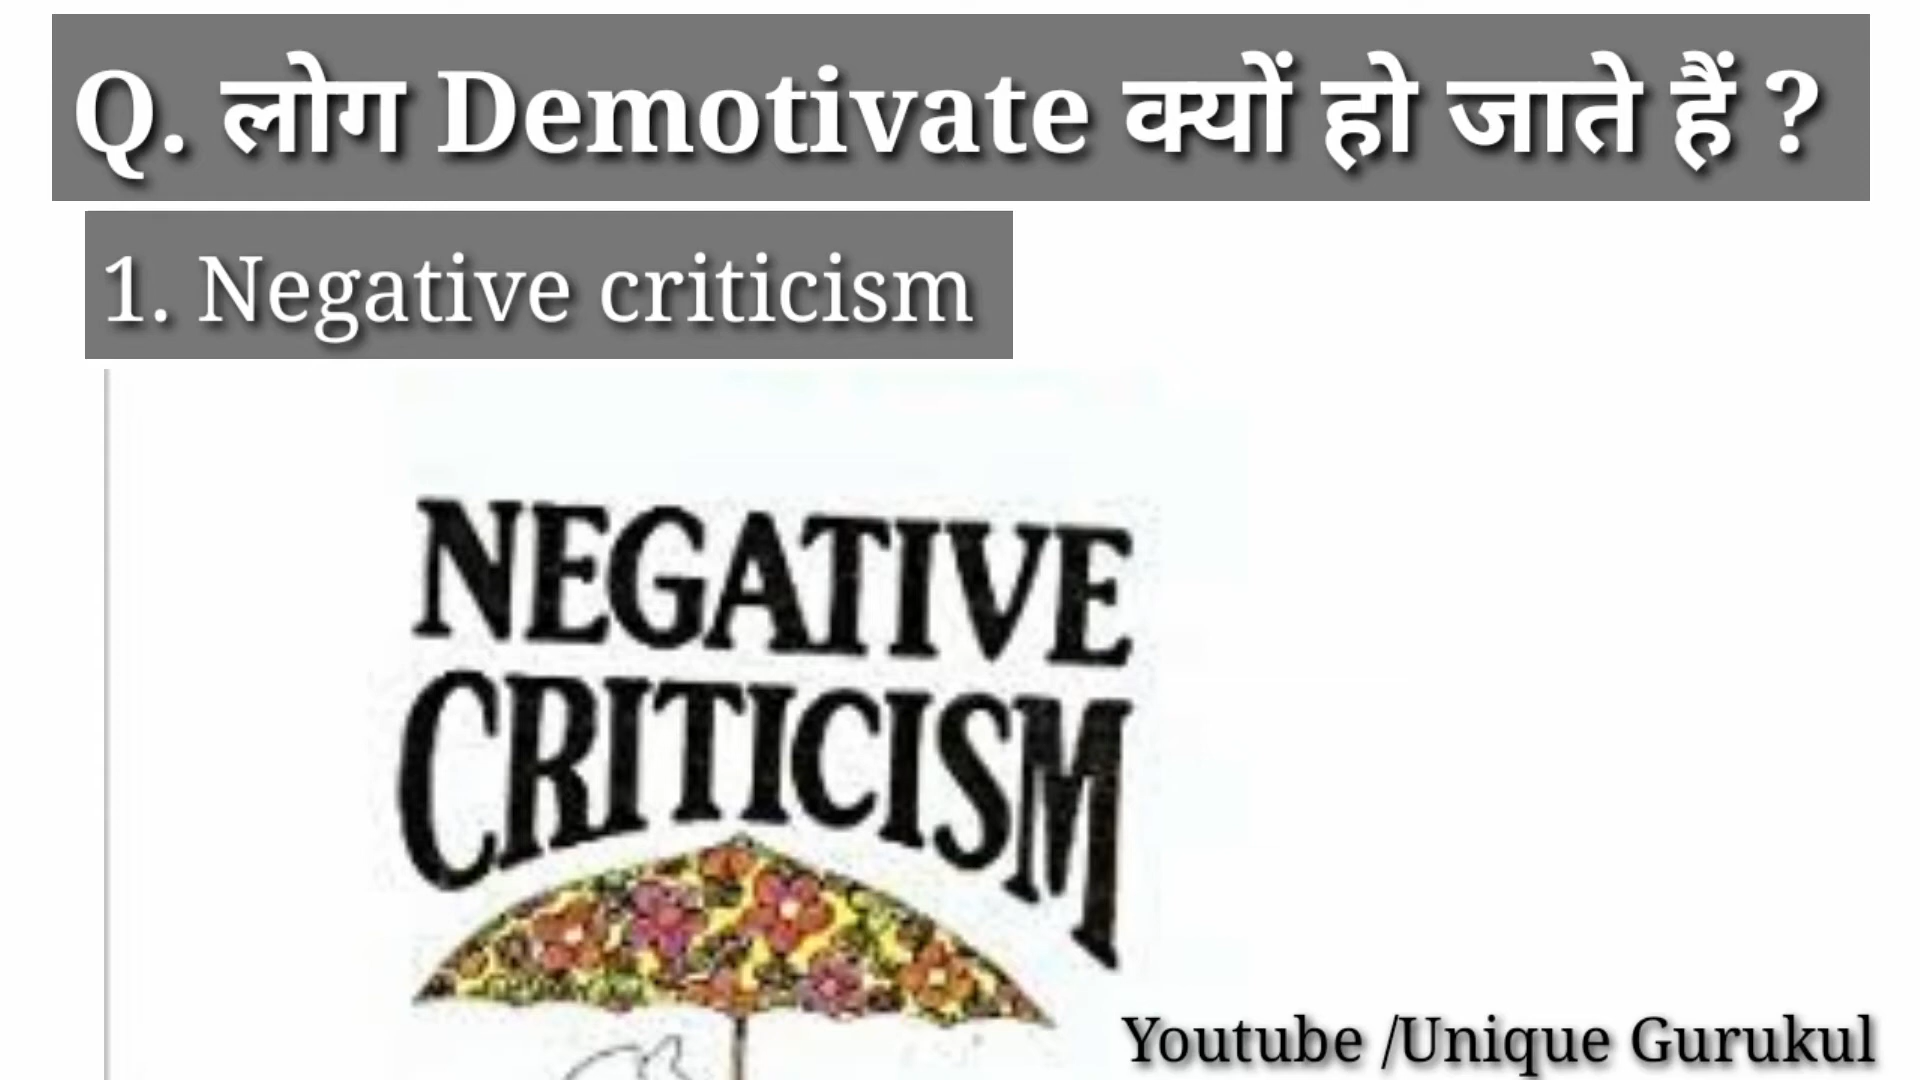 Q. लोग Demotivate क्यों हो जाते हैं ?
1. Negative criticism
NEGATIVE
CRITICISM
Youtube /Unique Gurukul